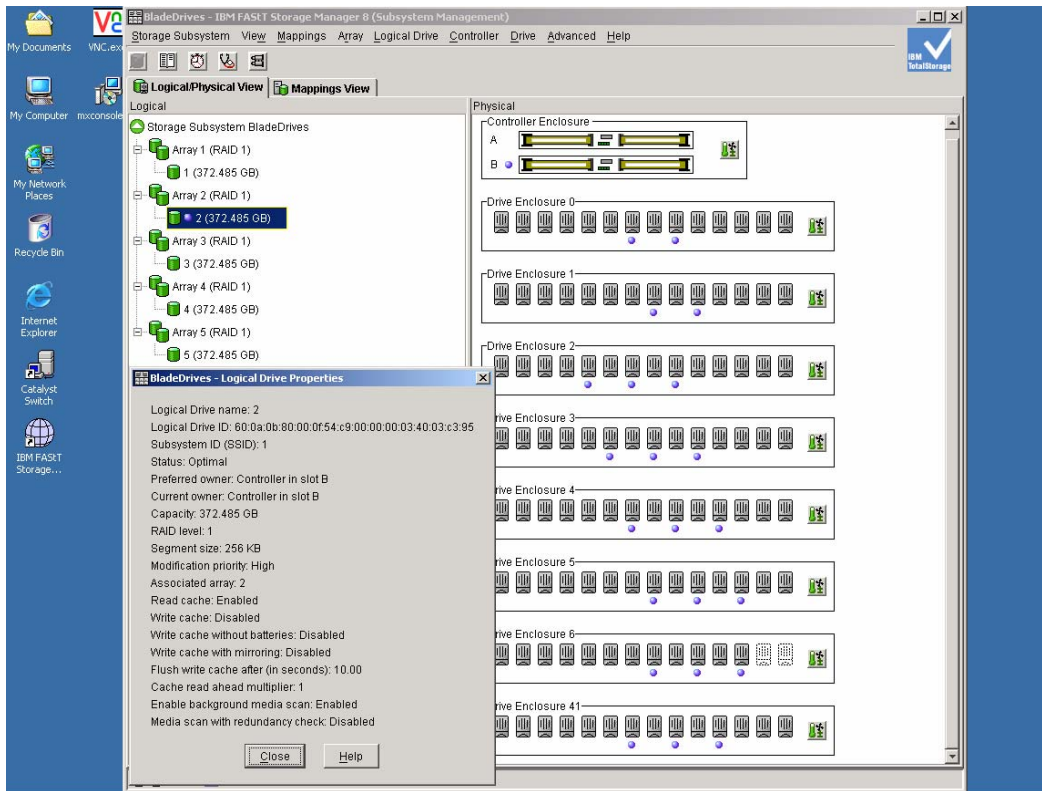 My Documents
VNC.exe
My Computer
mxconsole
My Network
Places
Recycle Bin
Internet
Explorer
Catalyst
Switch
IBM FAStT
Storage...
BladeDrives - IBM FAStT Storage Manager 8 (Subsystem Management)
Storage Subsystem View Mappings Array Logical Drive Controller Drive Advanced Help
IBM
TotalStorage
Logical/Physical View Mappings View
Logical
Storage Subsystem BladeDrives
Array 1 (RAID 1)
1 (372.485 GB)
Array 2 (RAID 1)
2 (372.485 GB)
Array 3 (RAID 1)
3 (372.485 GB)
Array 4 (RAID 1)
4 (372.485 GB)
Array 5 (RAID 1)
5 (372.485 GB)
Physical
Controller Enclosure
A
B
Drive Enclosure 0
Drive Enclosure 1
Drive Enclosure 2
rive Enclosure 3
rive Enclosure 4
rive Enclosure 5
rive Enclosure 6
rive Enclosure 41
BladeDrives - Logical Drive Properties
Logical Drive name: 2
Logical Drive ID: 60:0a:0b:80:00:0f:54:c9:00:00:00:03:40:03:c3:95
Subsystem ID (SSID): 1
Status: Optimal
Preferred owner: Controller in slot B
Current owner: Controller in slot B
Capacity: 372.485 GB
RAID level: 1
Segment size: 256 KB
Modification priority: High
Associated array: 2
Read cache: Enabled
Write cache: Disabled
Write cache without batteries: Disabled
Write cache with mirroring: Disabled
Flush write cache after (in seconds): 10.00
Cache read ahead multiplier: 1
Enable background media scan: Enabled
Media scan with redundancy check: Disabled
Close Help